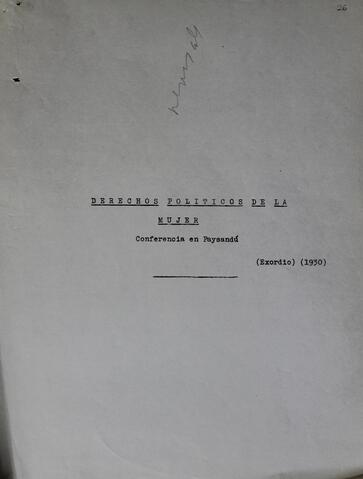 26
DERECHOS POLITICOS DE LA
MUJER
Conferencia en Paysandú
(Exordio) (1930)